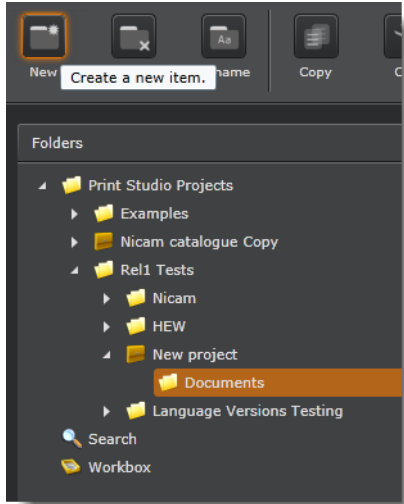 New
Create a new item.
name
Copy
Aa
Folders
Print Studio Projects
Examples
Nicam catalogue Copy
Rel1 Tests
Nicam
HEW
New project
Documents
Language Versions Testing
Search
Workbox